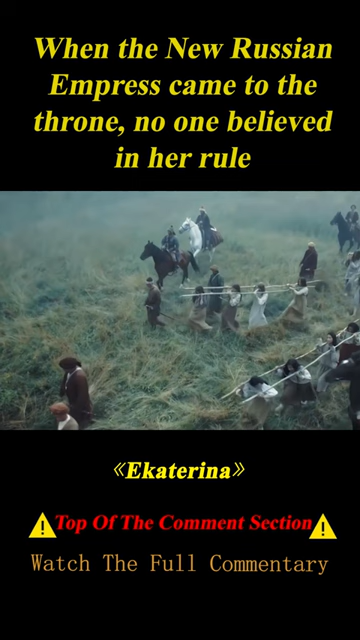 When the New Russian
Empress came to the
throne, no one believed
in her rule
《Ekaterina》
Top Of The Comment Section
Watch The Full Commentary